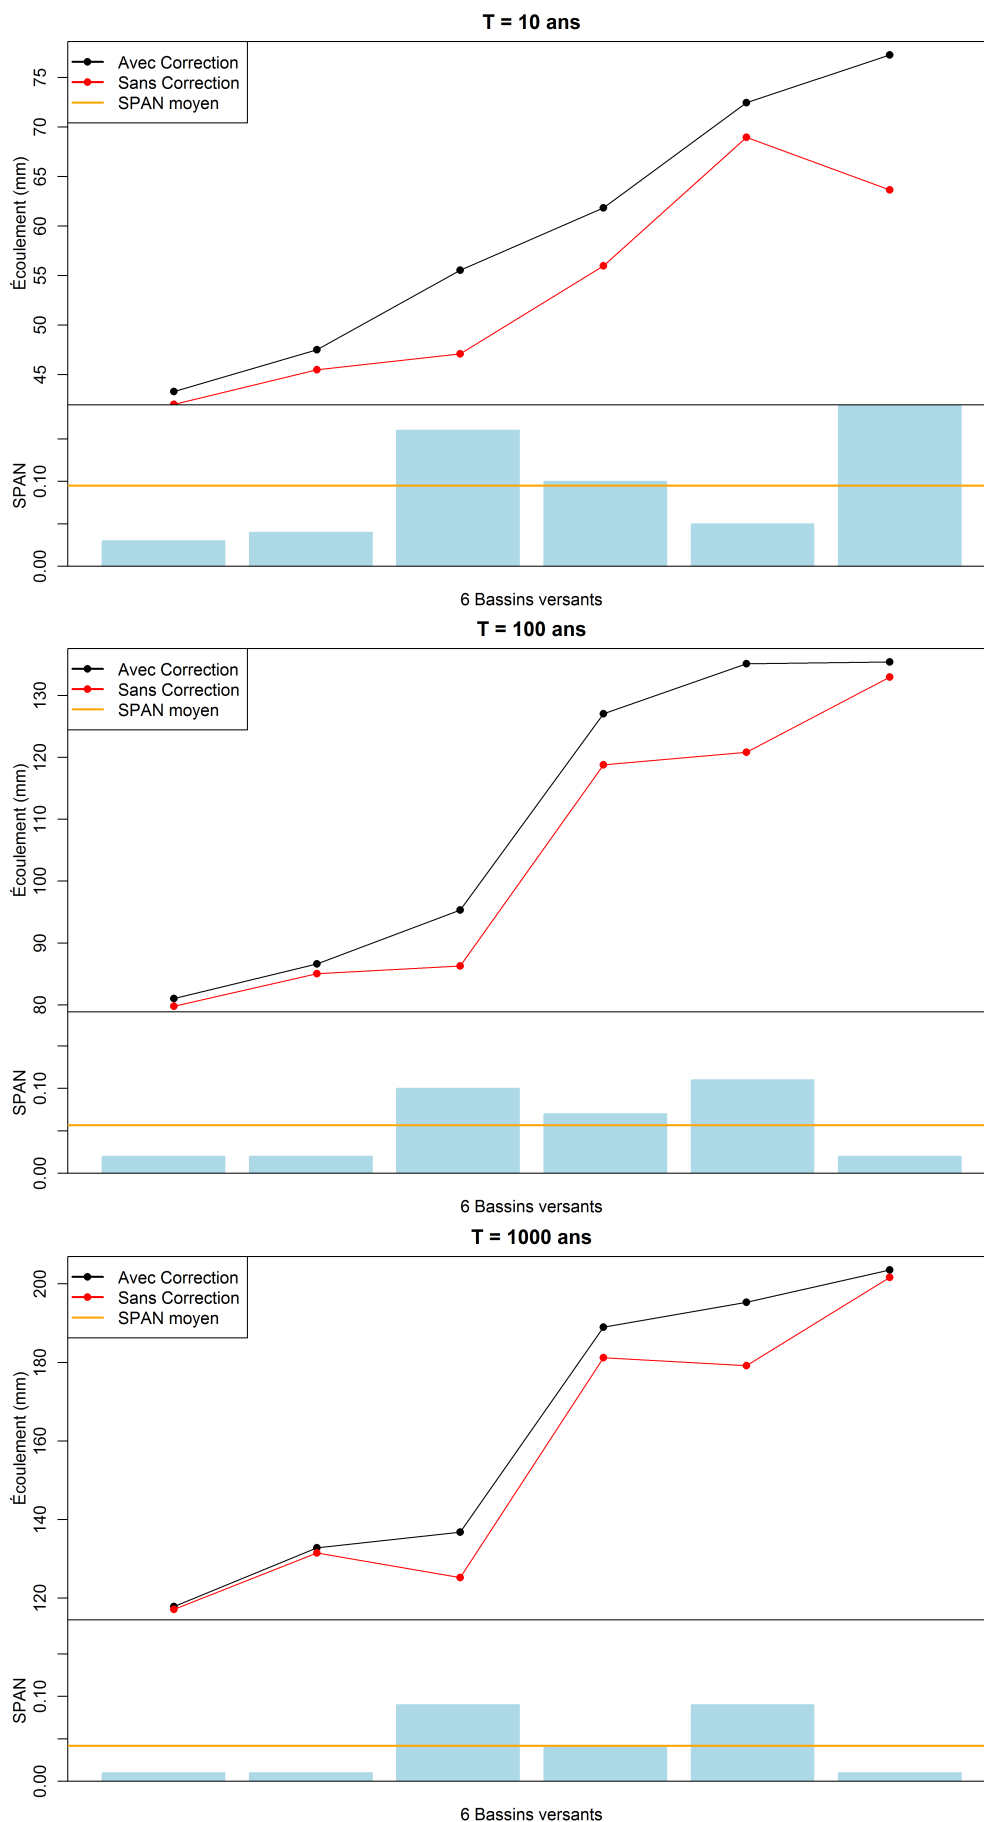 T = 10 ans
Avec Correction
Sans Correction
SPAN moyen
Écoulement (mm)
75
70
65
60
55
50
45
SPAN
0.10
0.00
6 Bassins versants
T = 100 ans
Avec Correction
Sans Correction
SPAN moyen
Écoulement (mm)
130
120
110
100
90
80
SPAN
0.10
0.00
6 Bassins versants
T = 1000 ans
Avec Correction
Sans Correction
SPAN moyen
Écoulement (mm)
200
180
160
140
120
SPAN
0.10
0.00
6 Bassins versants